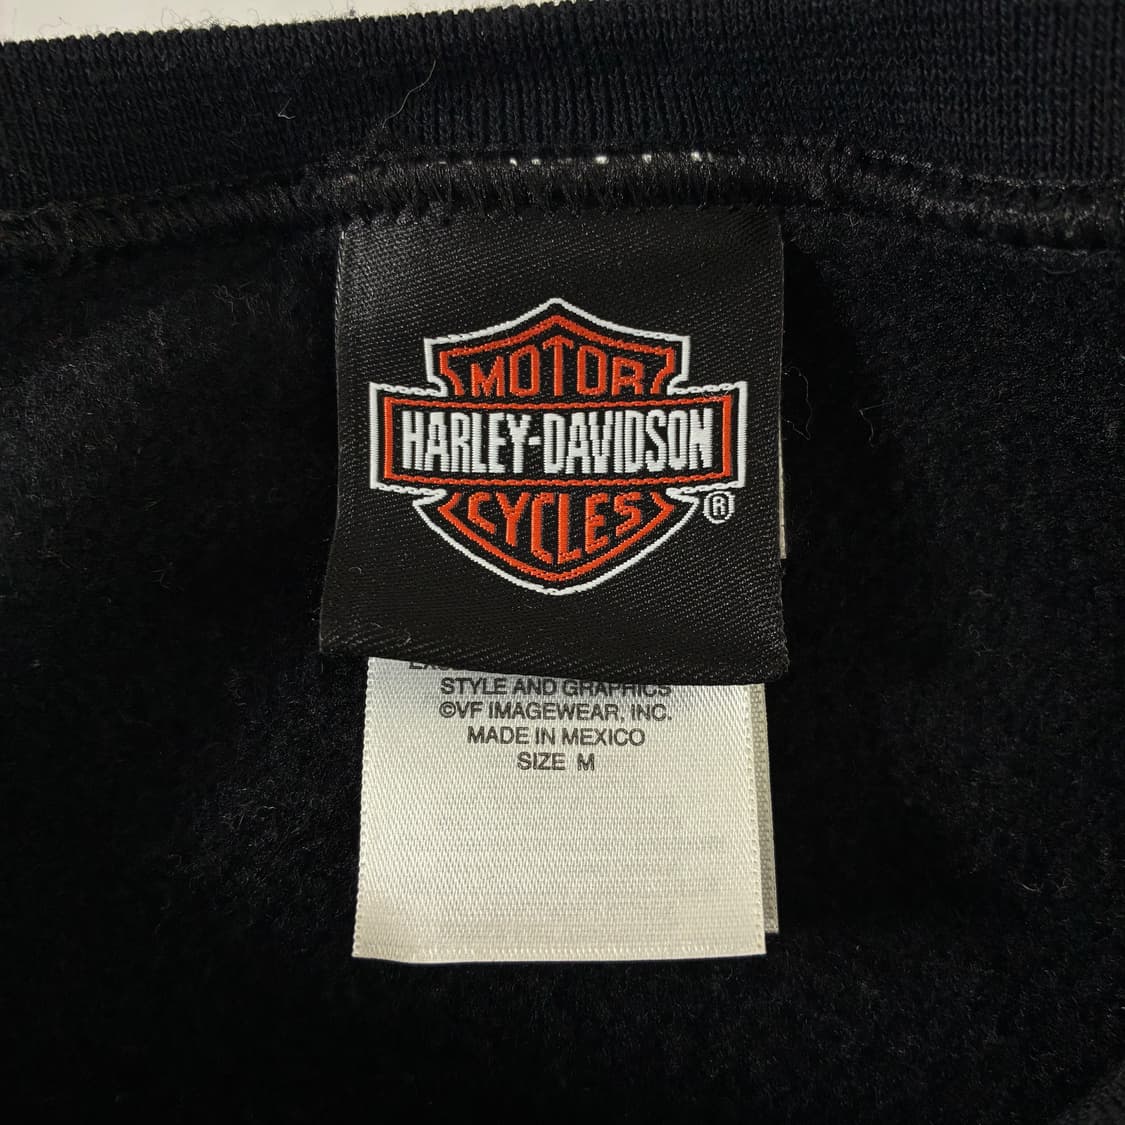 MOTOR
HARLEY-DAVIDSON
CYCLES
®
STYLE AND GRAPHICS
©VF IMAGEWEAR, INC.
MADE IN MEXICO
SIZE M